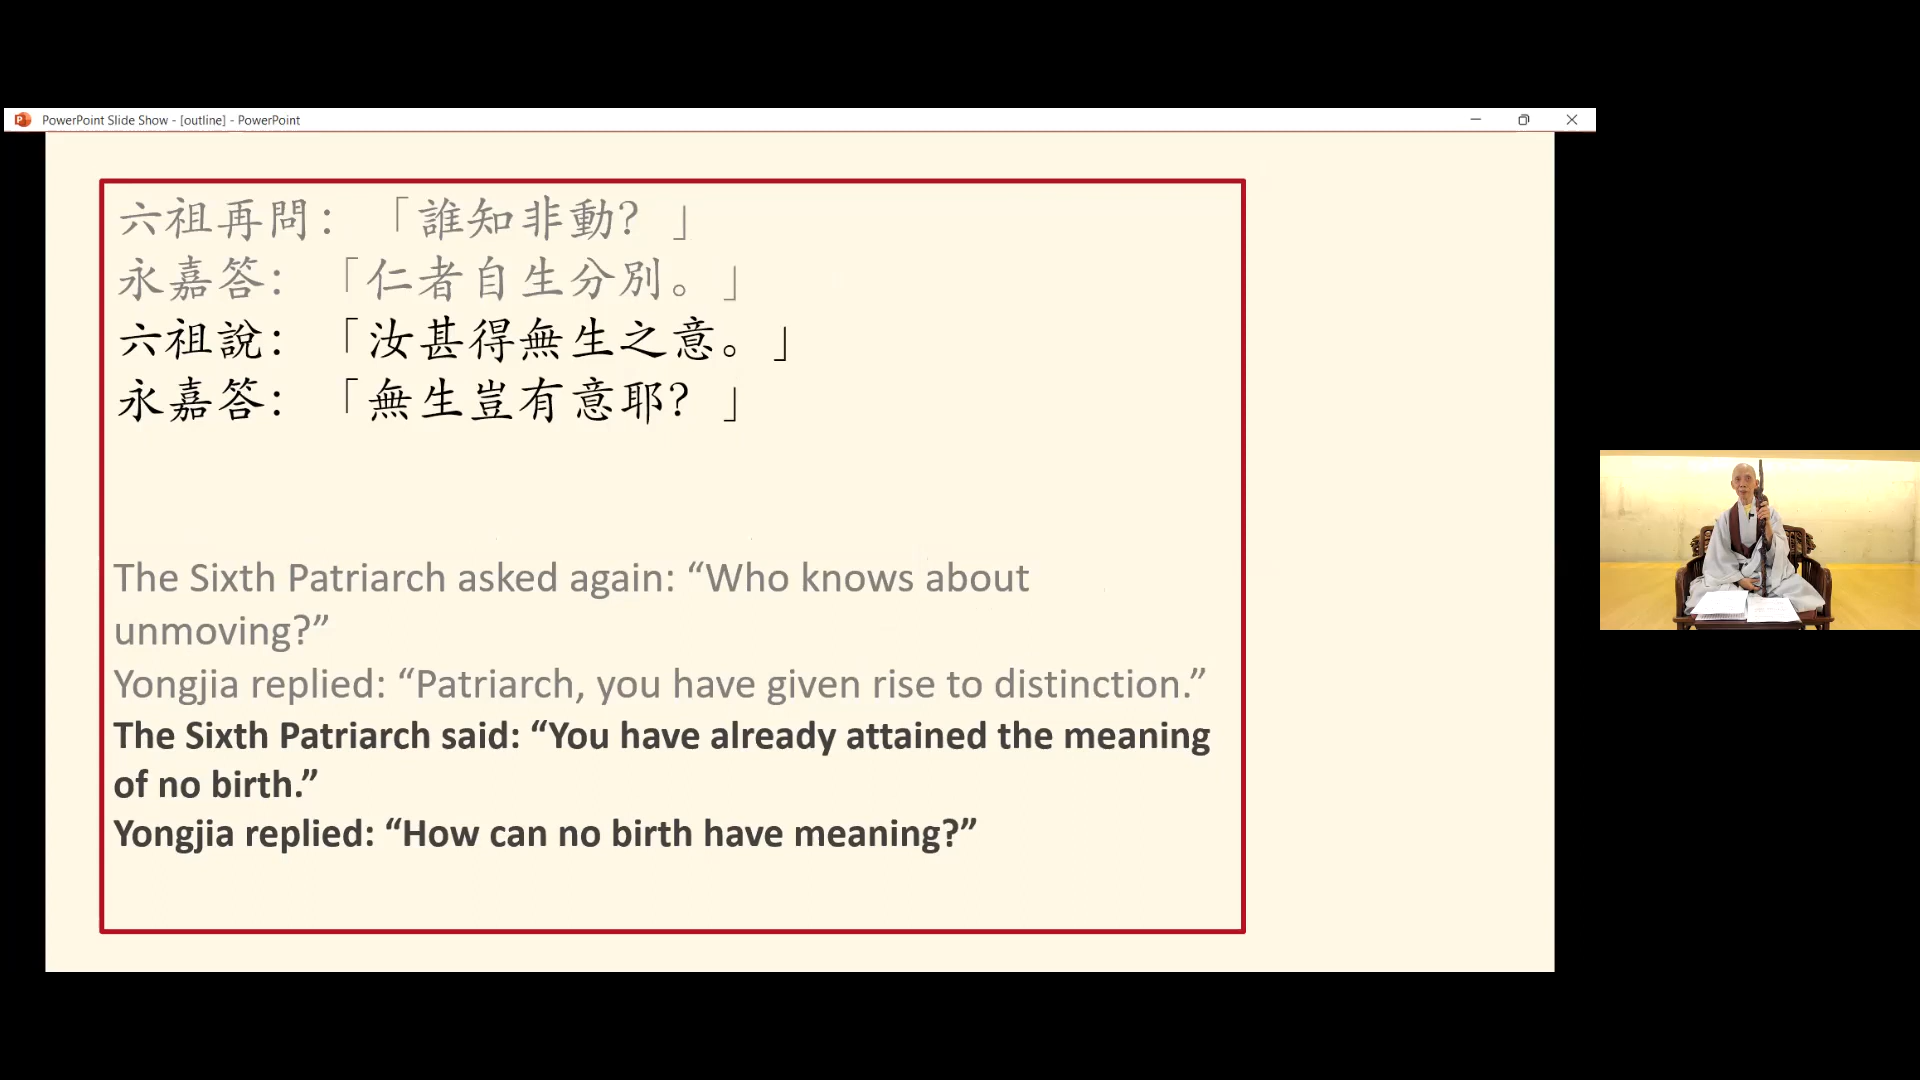 PowerPoint Slide Show - [outline] - PowerPoint
六祖再問：「誰知非動？」
永嘉答：「仁者自生分別。」
六祖說：「汝甚得無生之意。」
永嘉答：「無生豈有意耶？」
The Sixth Patriarch asked again: “Who knows about
unmoving?”
Yongjia replied: “Patriarch, you have given rise to distinction.”
The Sixth Patriarch said: “You have already attained the meaning
of no birth.”
Yongjia replied: “How can no birth have meaning?”